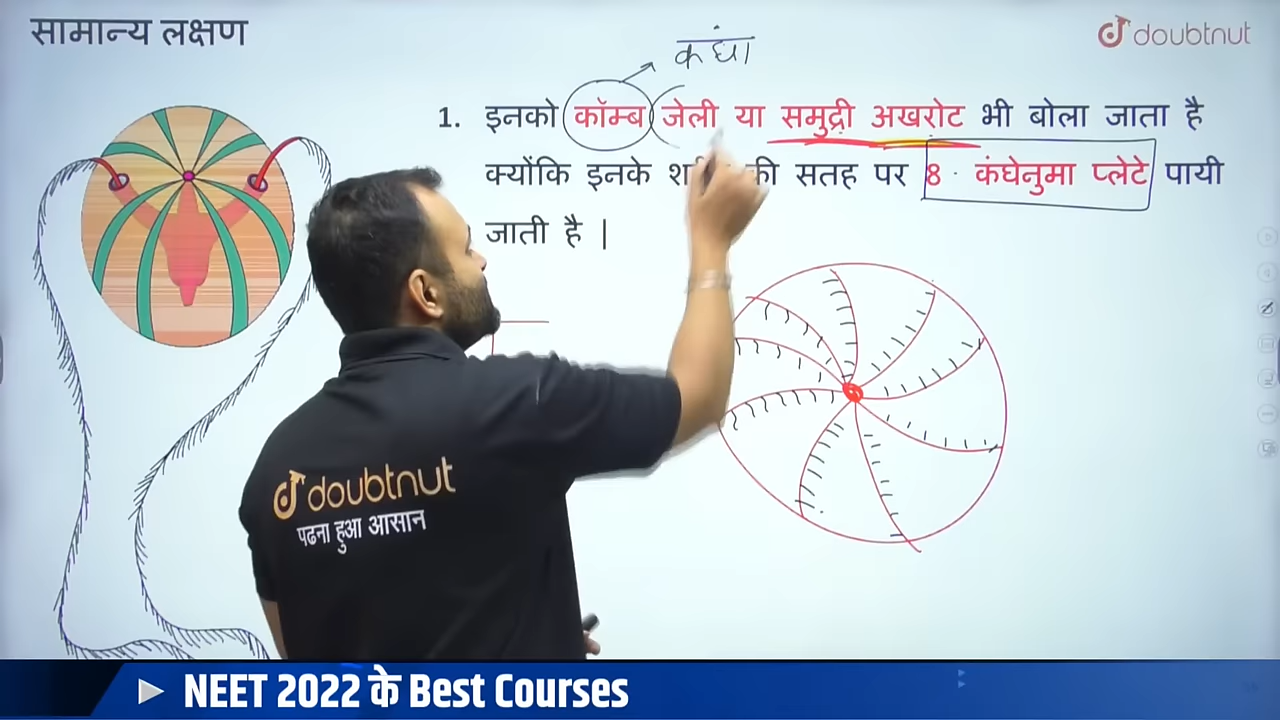 सामान्य लक्षण
doubtnut
कंघा
1. इनको कॉम्ब जेली या समुद्री अखरोट भी बोला जाता है
क्योंकि इनके की सतह पर 8 कंघेनुमा प्लेटे पायी
जाती है |
doubtnut
पढना हुआ आसान
NEET 2022 के Best Courses